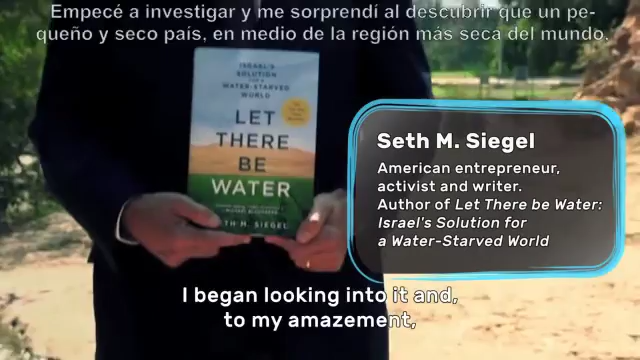 Empecé a investigar y me sorprendí al descubrir que un pe-
queño y seco país, en medio de la región más seca del mundo.
ISRAEL'S
SOLUTION
FOR A
WATER-STARVED
WORLD
LET
THERE
BE
WATER
SETH M. SIEGEL
Seth M. Siegel
American entrepreneur,
activist and writer.
Author of Let There be Water:
Israel's Solution for
a Water-Starved World
I began looking into it and,
to my amazement,